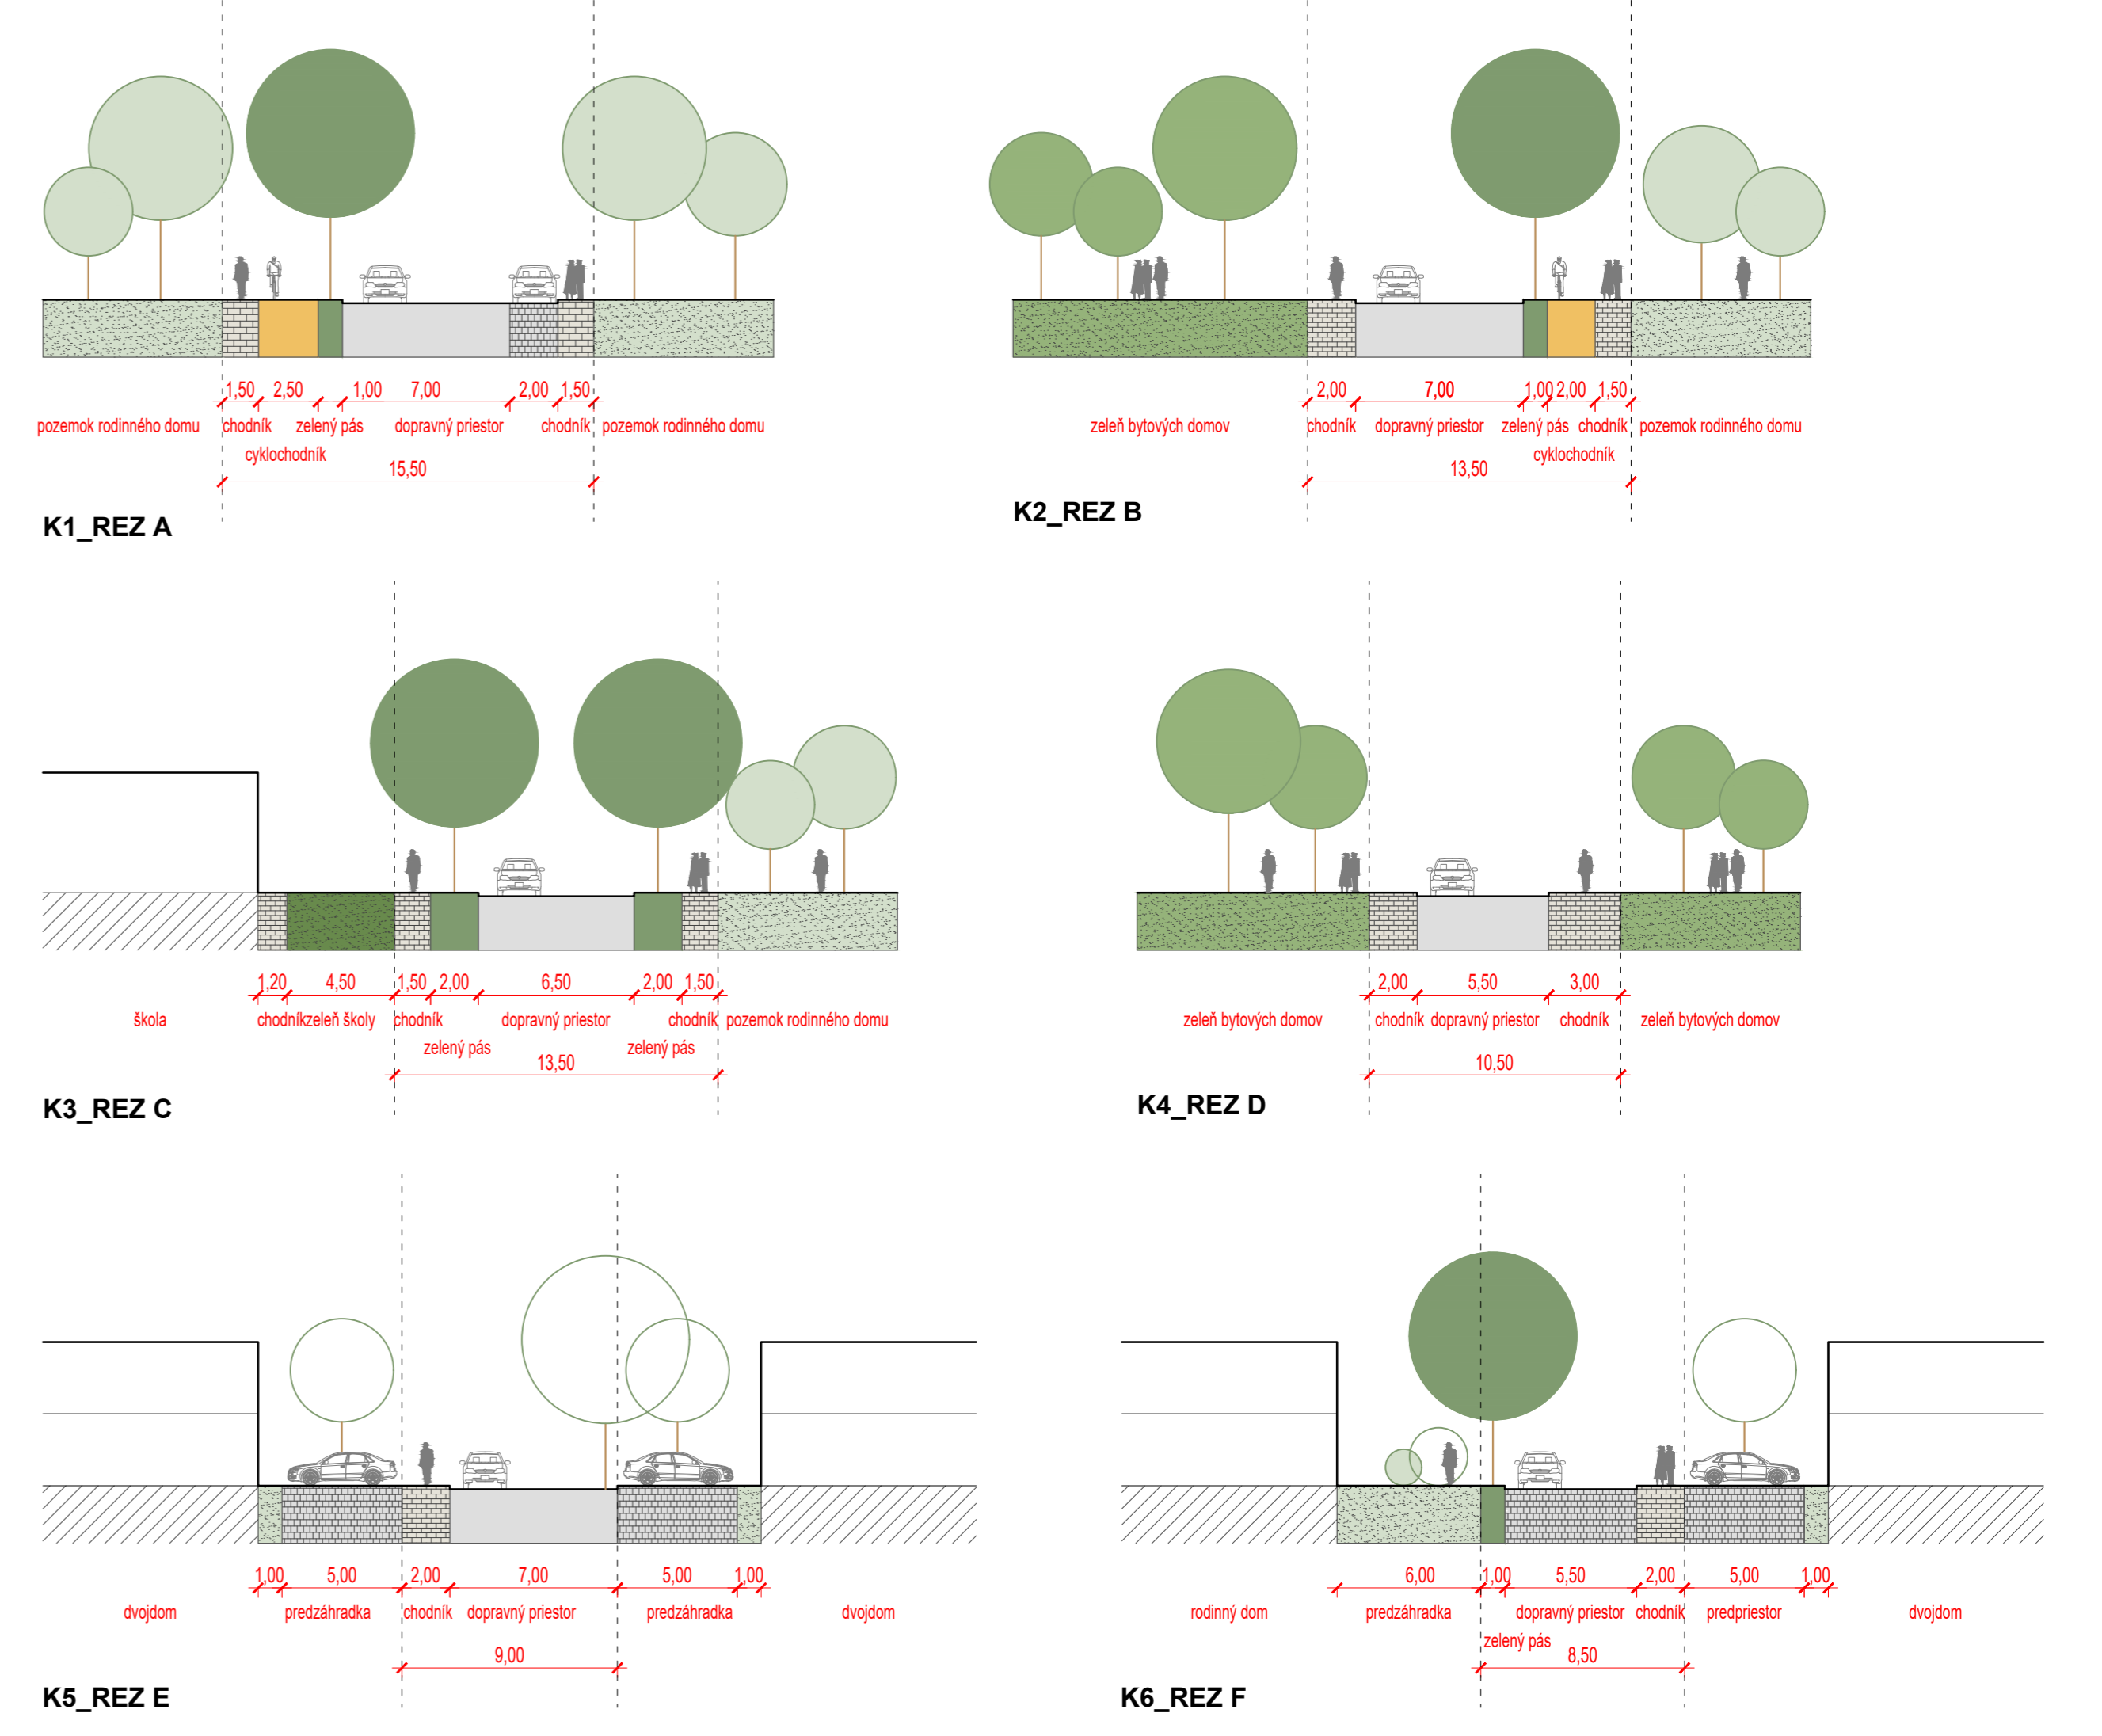 1,50 2,50 1,00 7,00 2,00 1,50
pozemok rodinného domu chodník zelený pás dopravný priestor chodník pozemok rodinného domu
cyklochodník
15,50
K1_REZ A
2,00 7,00 1,00 2,00 1,50
zeleň bytových domov chodník dopravný priestor zelený pás chodník pozemok rodinného domu
cyklochodník
13,50
K2_REZ B
1,20 4,50 1,50 2,00 6,50 2,00 1,50
škola chodník zeleň školy chodník dopravný priestor chodník pozemok rodinného domu
zelený pás zelený pás
13,50
K3_REZ C
2,00 5,50 3,00
zeleň bytových domov chodník dopravný priestor chodník zeleň bytových domov
10,50
K4_REZ D
1,00 5,00 2,00 7,00 5,00 1,00
dvojdom predzáhradka chodník dopravný priestor predzáhradka dvojdom
9,00
K5_REZ E
6,00 1,00 5,50 2,00 5,00 1,00
rodinný dom predzáhradka dopravný priestor chodník predpriestor dvojdom
zelený pás
8,50
K6_REZ F